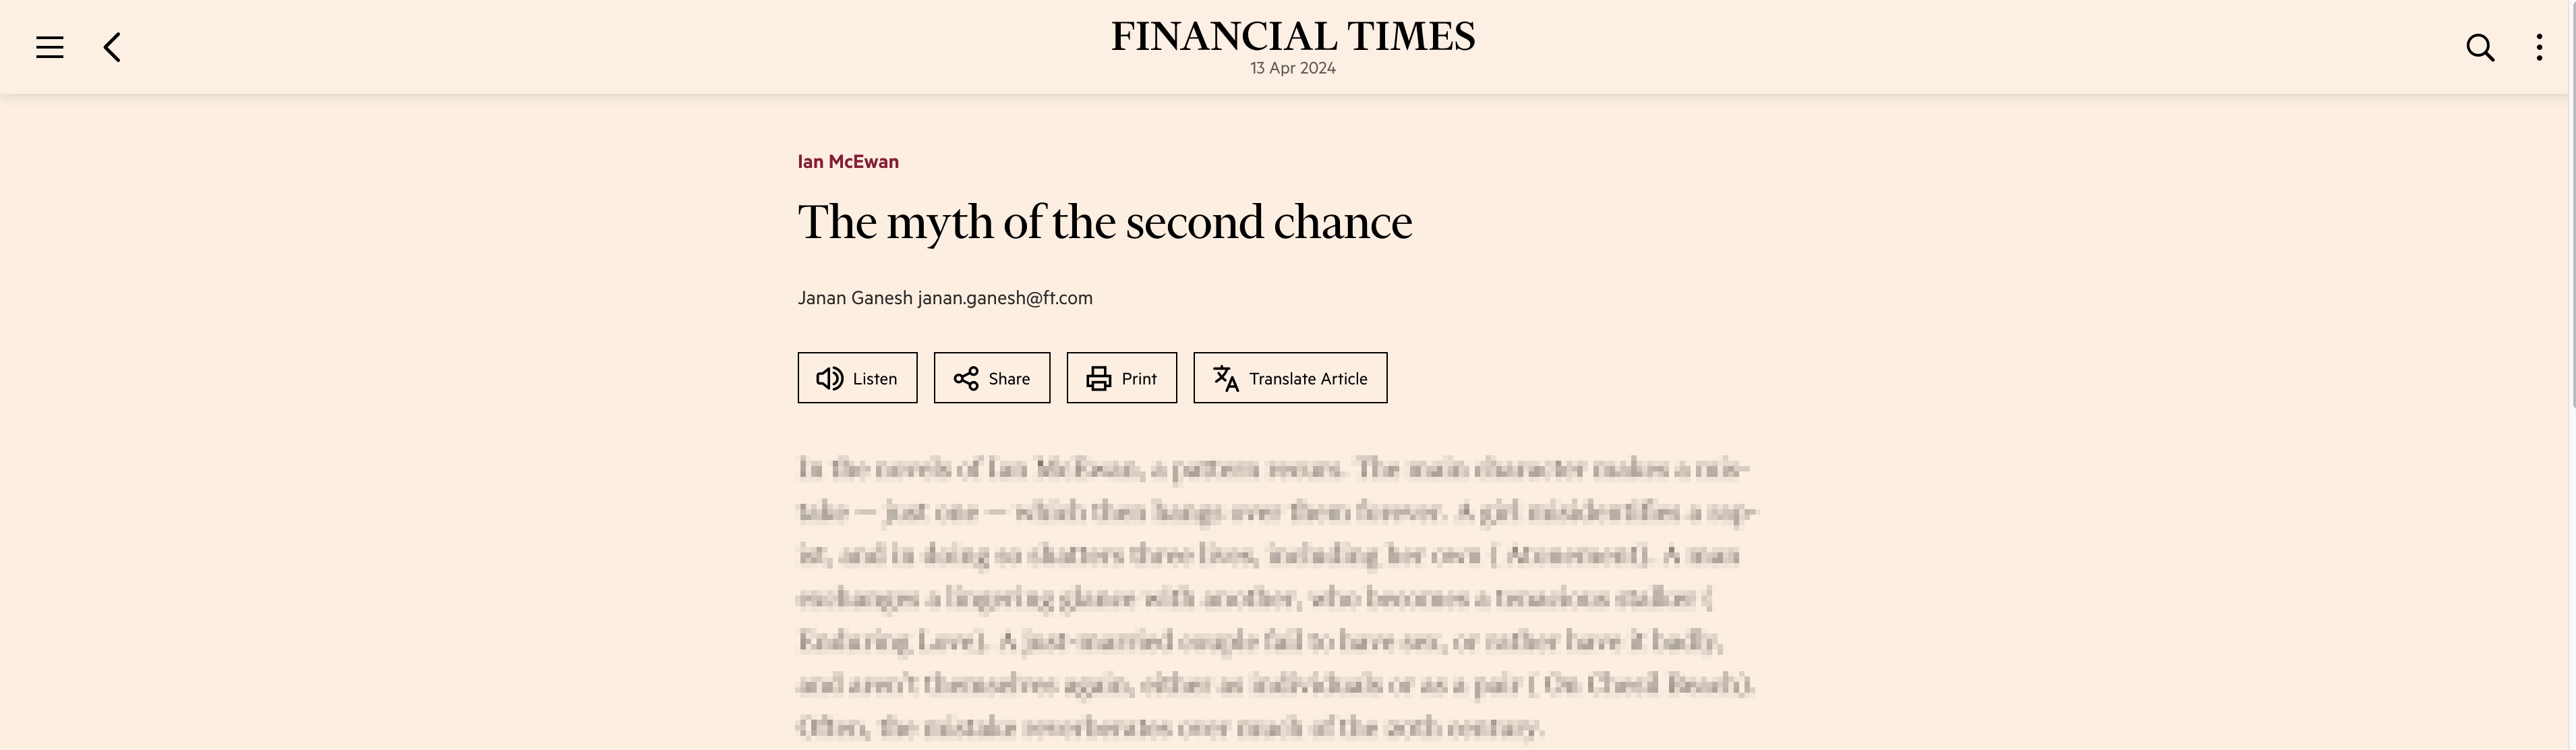 FINANCIAL TIMES
13 Apr 2024
Ian McEwan
The myth of the second chance
Janan Ganesh janan.ganesh@ft.com
Listen
Share
Print
Translate Article
In the novels of Ian McEwan, a pattern recurs. The main character makes a mis-
take — just one — which then hangs over them forever. A girl misidentifies a rap-
ist, and in doing so shatters three lives, including her own ( Atonement). A man
exchanges a lingering glance with another, who becomes a tenacious stalker (
Enduring Love). A just-married couple fail to have sex, or rather have it badly,
and aren't themselves again, either as individuals or as a pair ( On Chesil Beach).
Often, the mistake reverberates over much of the 20th century.